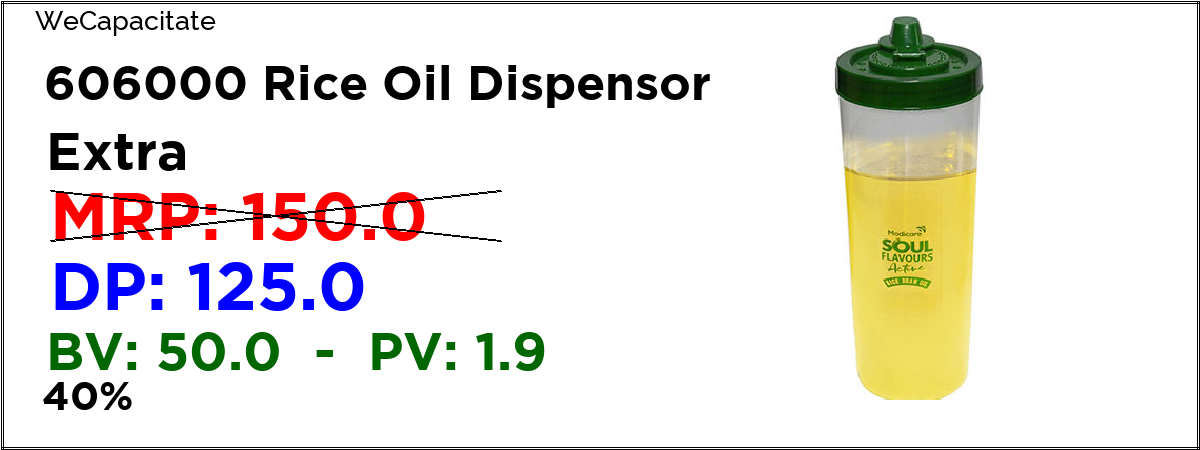 WeCapacitate
606000 Rice Oil Dispensor
Extra
MRP: 150.0
DP: 125.0
BV: 50.0 - PV: 1.9
40%
Modicare
SOUL
FLAVOURS
Active
RICE BRAN OIL